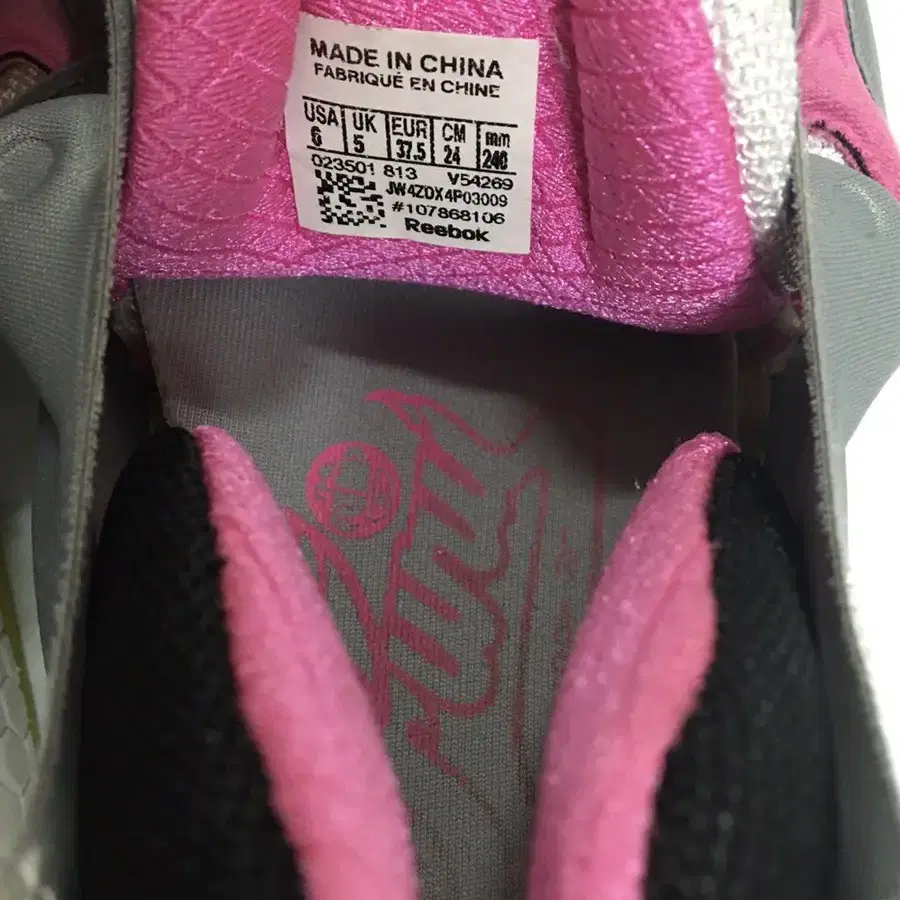 MADE IN CHINA
FABRIQUÉ EN CHINE
USA UK EUR CM mm
6 5 37.5 24 240
023501 813 V54269
JW4ZDX4P03009
#107868106
Reebok